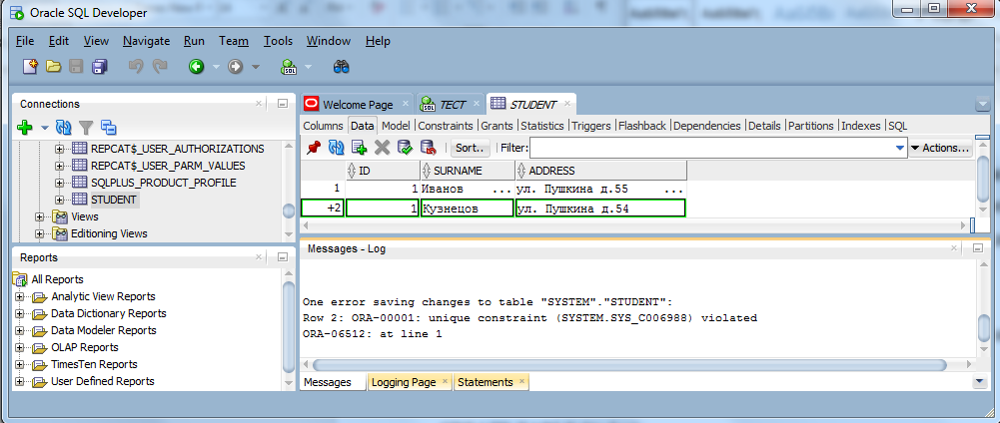 Oracle SQL Developer
File Edit View Navigate Run Team Tools Window Help
SQL
Connections
REPCAT$_USER_AUTHORIZATIONS
REPCAT$_USER_PARM_VALUES
SQLPLUS_PRODUCT_PROFILE
STUDENT
Views
Editioning Views
Reports
All Reports
Analytic View Reports
Data Dictionary Reports
Data Modeler Reports
OLAP Reports
TimesTen Reports
User Defined Reports
Welcome Page TECT STUDENT
Columns Data Model Constraints Grants Statistics Triggers Flashback Dependencies Details Partitions Indexes SQL
Sort.. Filter: Actions...
ID SURNAME ADDRESS
1 1 Иванов ... ул. Пушкина д.55 ...
+2 1 Кузнецов ул. Пушкина д.54
Messages - Log
One error saving changes to table "SYSTEM"."STUDENT":
Row 2: ORA-00001: unique constraint (SYSTEM.SYS_C006988) violated
ORA-06512: at line 1
Messages Logging Page Statements